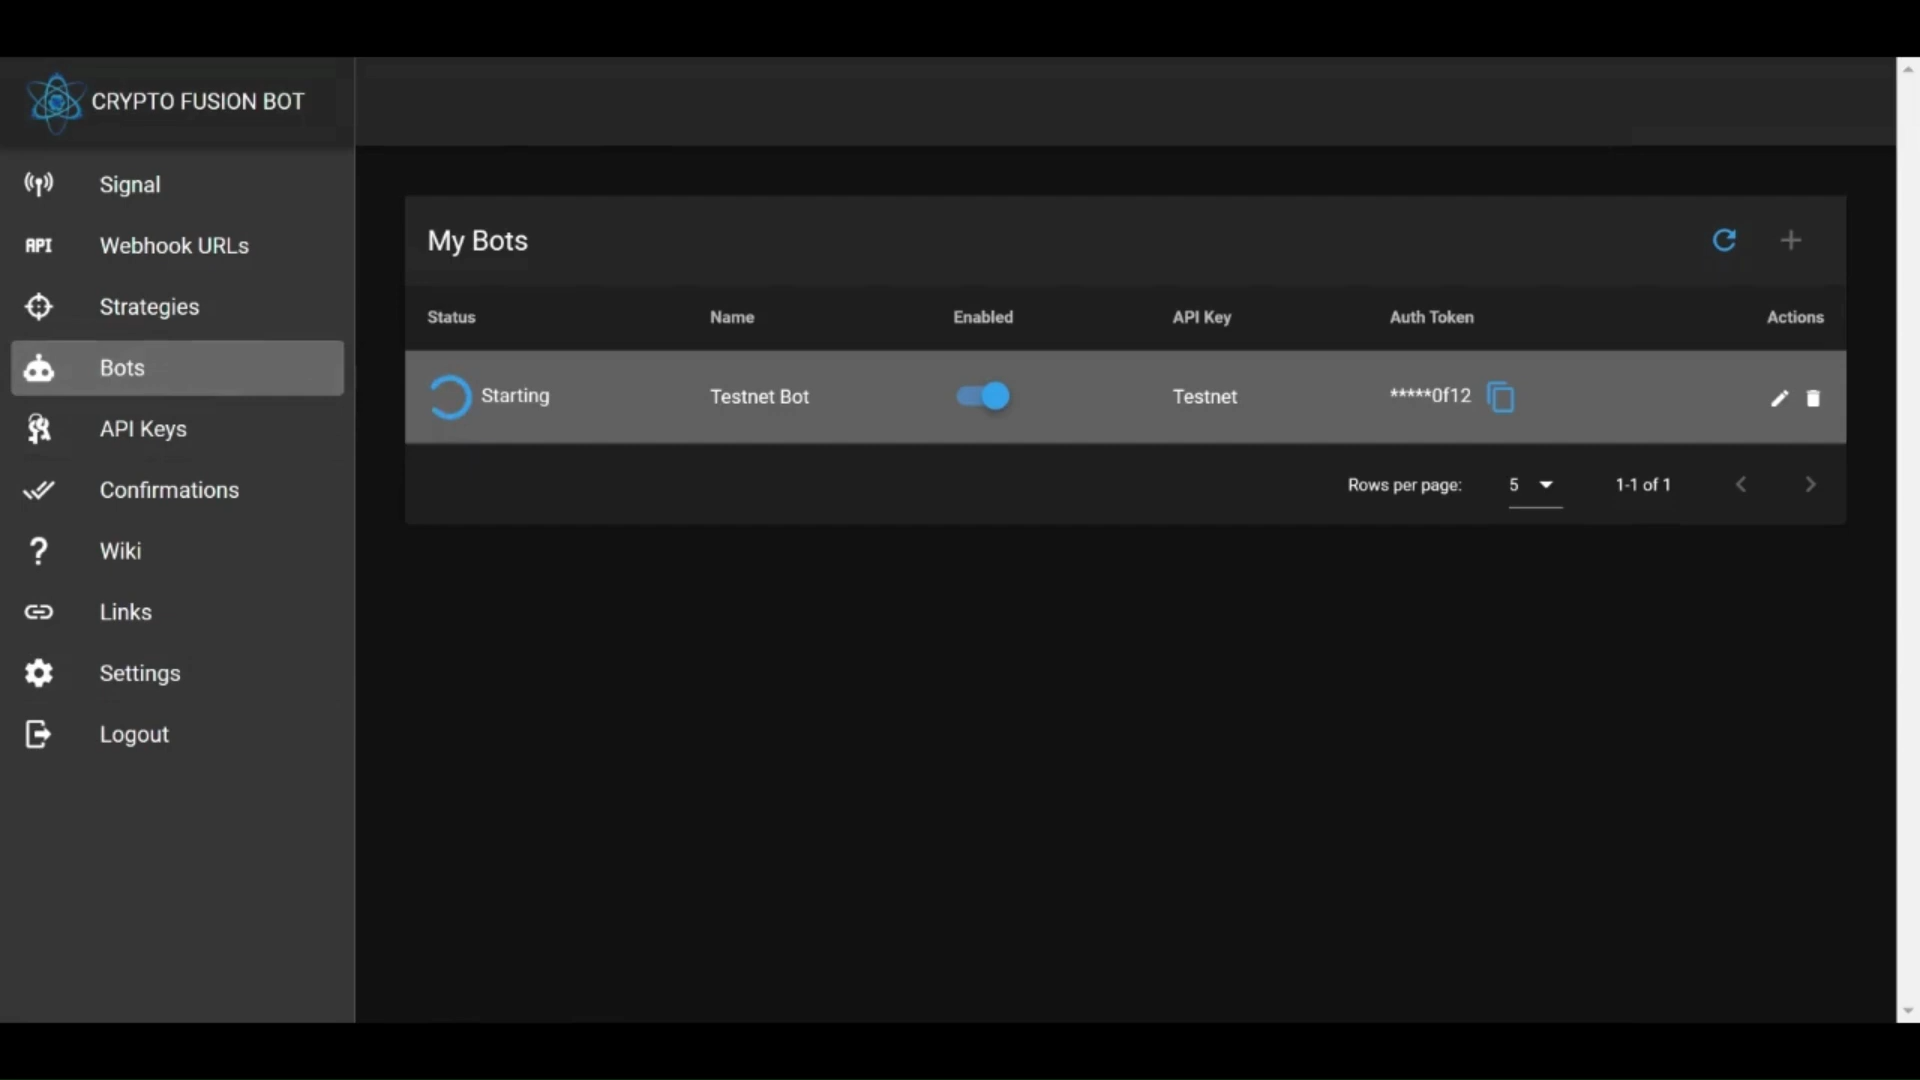 CRYPTO FUSION BOT
Signal
API
Webhook URLs
Strategies
Bots
API Keys
Confirmations
Wiki
Links
Settings
Logout
My Bots
Status Name Enabled API Key Auth Token Actions
Starting Testnet Bot Testnet *****0f12
Rows per page: 5 1-1 of 1